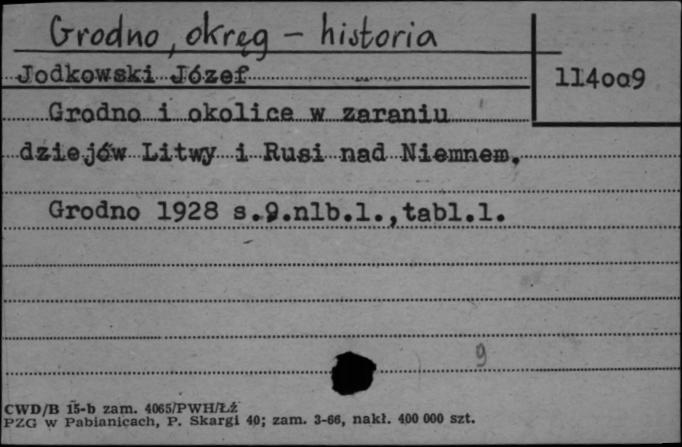 Grodno, okręg - historia
Jodkowski Józef
114oo9
Grodno i okolice w zaraniu
dziejów Litwy i Rusi nad Niemnem.
Grodno 1928 s.9.nlb.1.,tabl.1.
9
CWD/B 15-b zam. 4065/PWH/Łż
PZG w Pabianicach, P. Skargi 40; zam. 3-66, nakł. 400 000 szt.